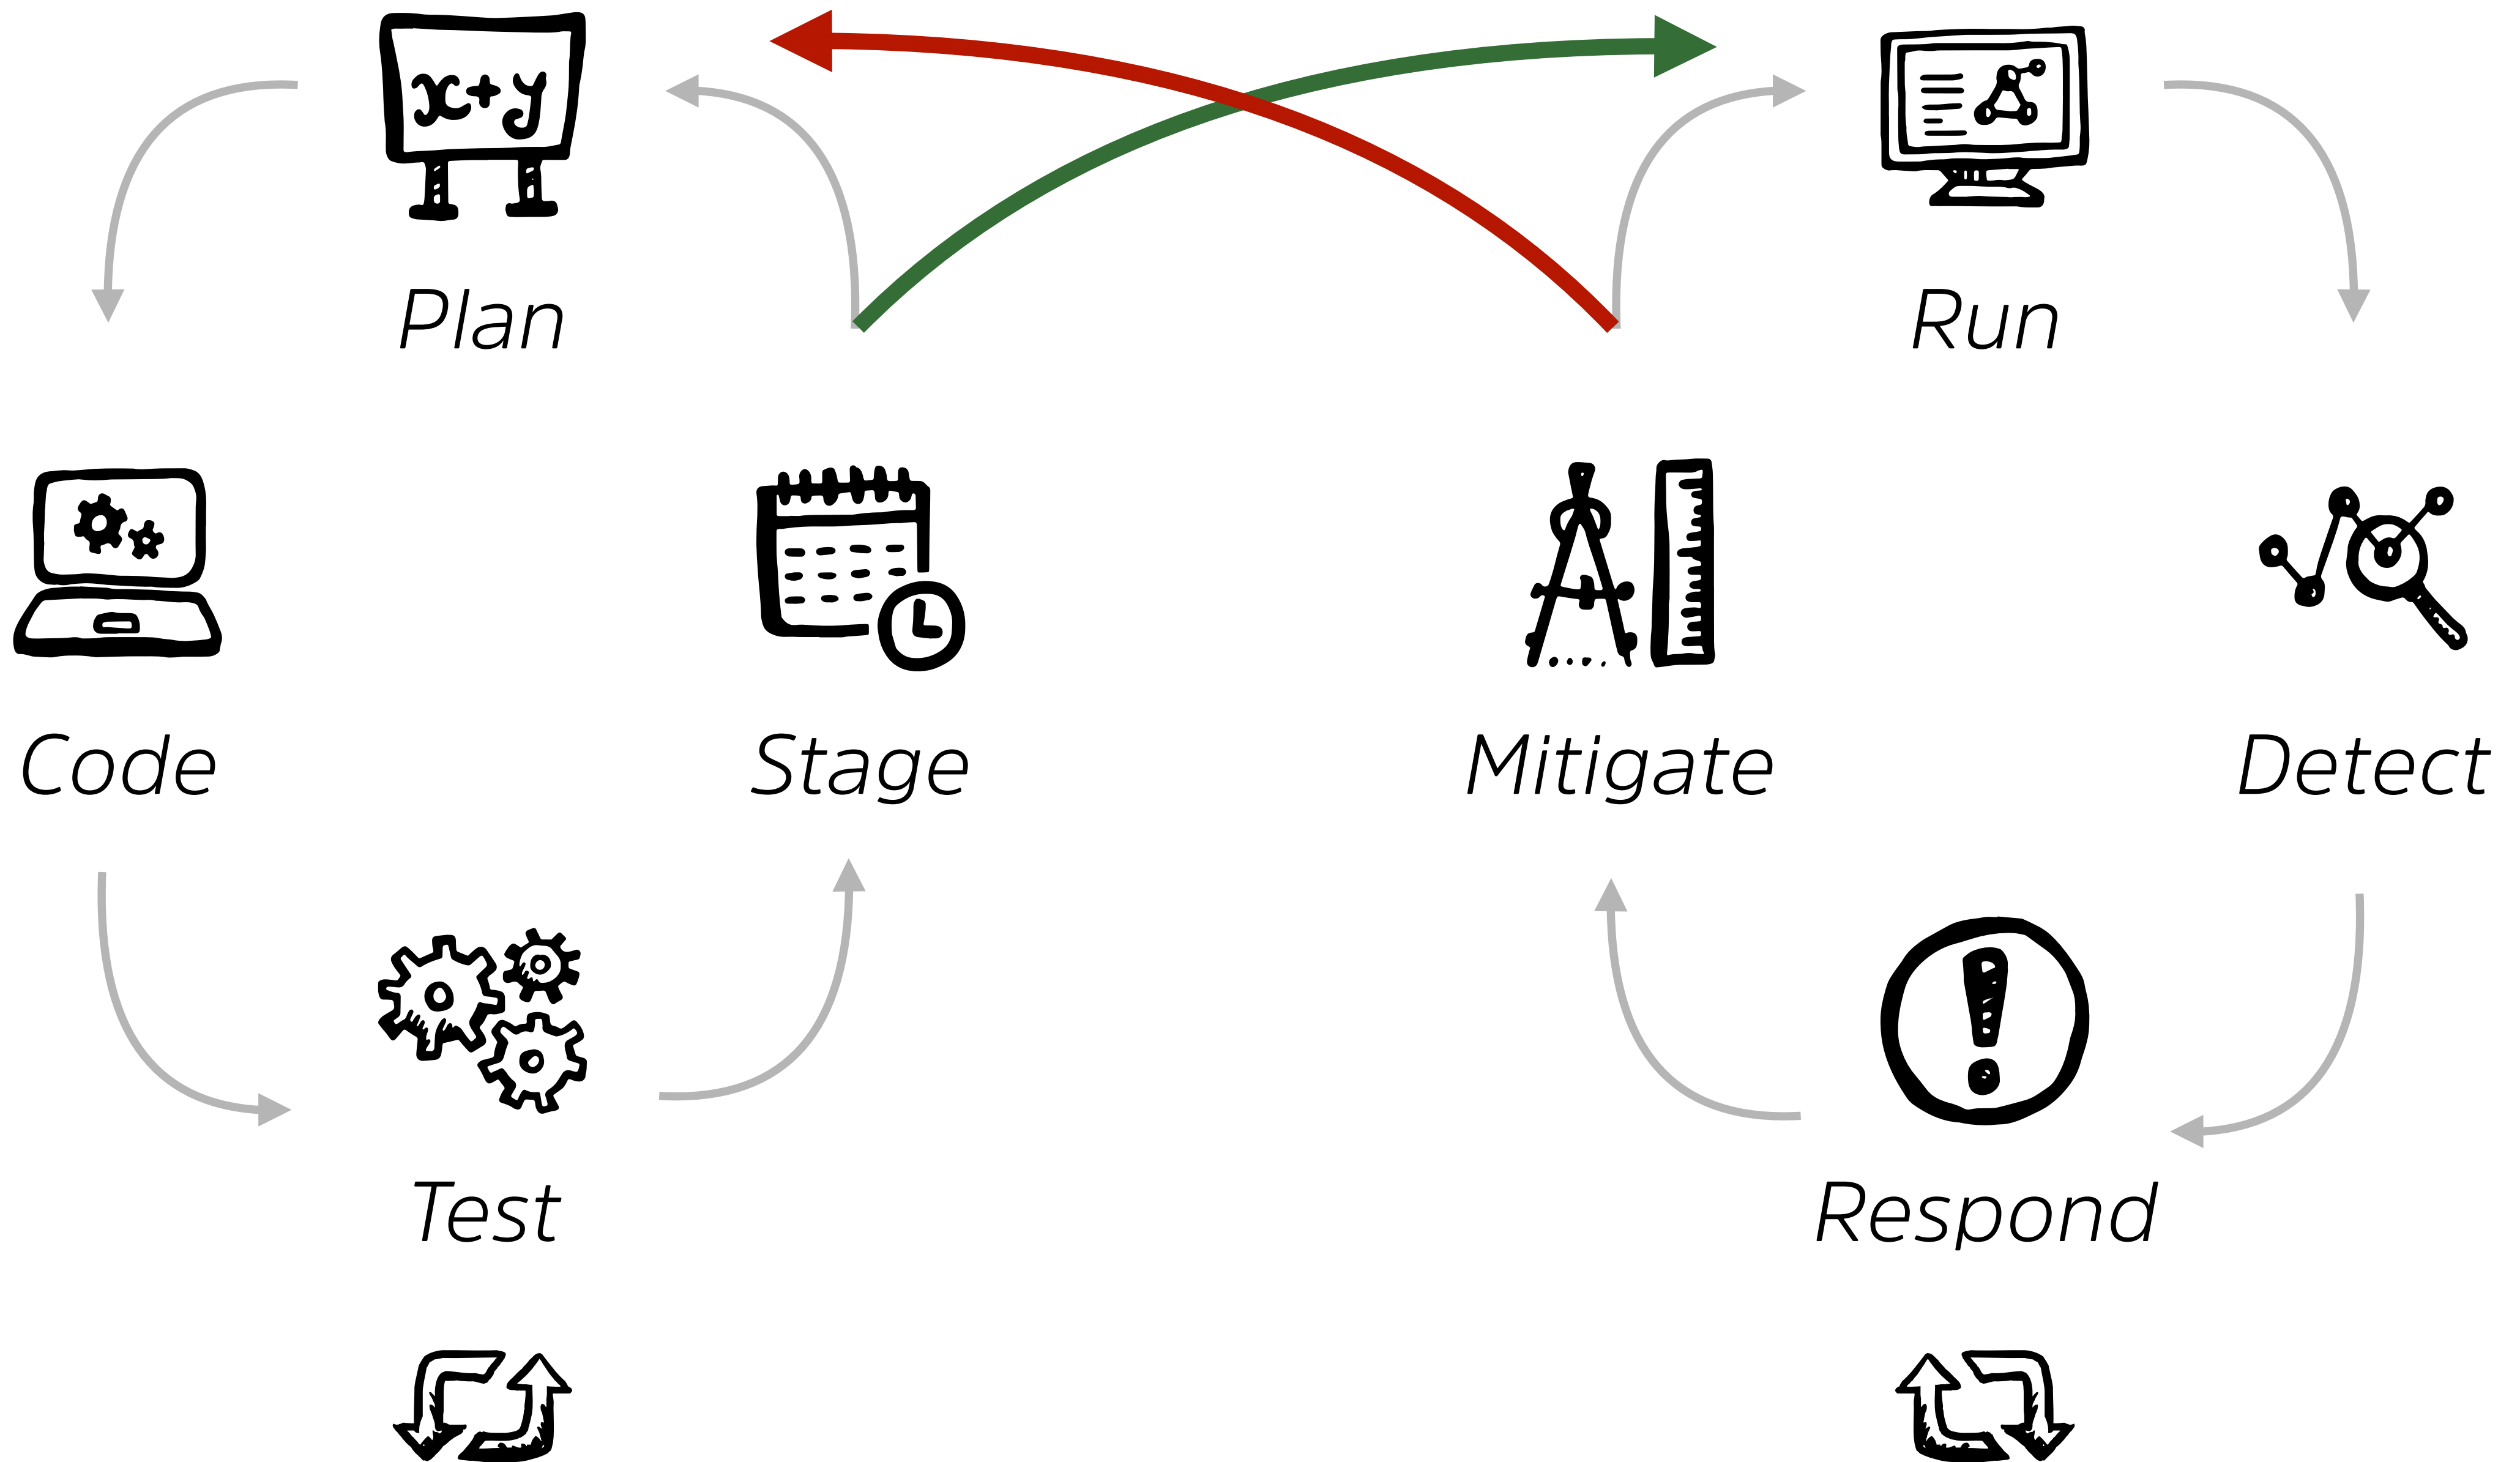 x+y
Plan
Run
Code
Stage
Mitigate
Detect
Test
Respond